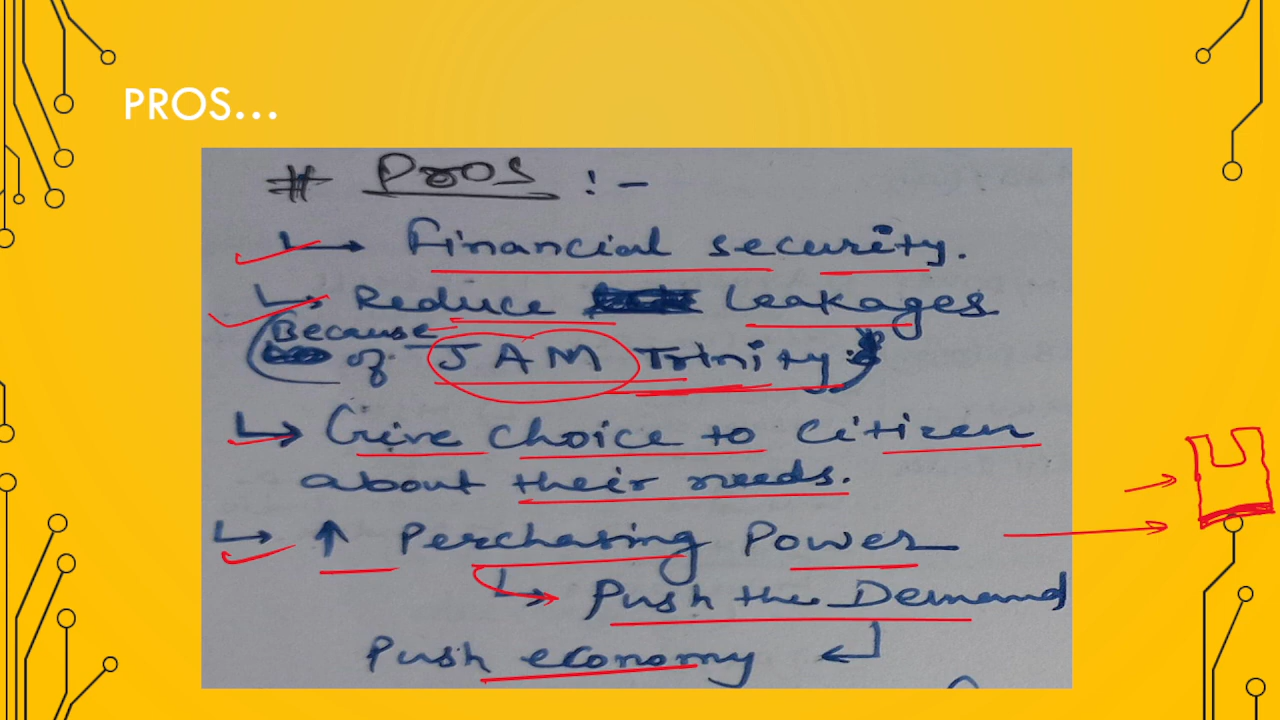 PROS...
# Pros :-
↳ Financial security.
↳ Reduce Leakages
(Because
of JAM Trinity.)
↳ Give choice to citizen
about their needs.
↳ ↑ Perchasing Power
↳ Push the Demand
Push economy ↵